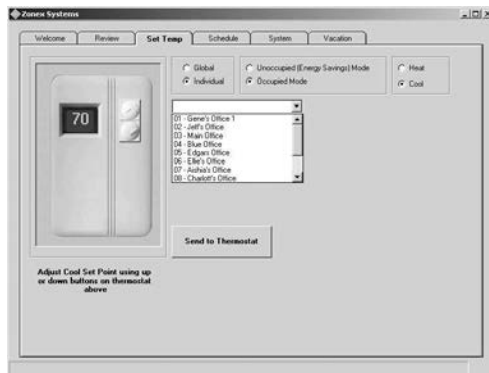 Zonex Systems
Welcome Review Set Temp Schedule System Vacation
Global Unoccupied (Energy Savings) Mode Heat
Individual Occupied Mode Cool
70
01 - Gene's Office 1
02 - Jeff's Office
03 - Main Office
04 - Blue Office
05 - Edgars Office
06 - Ellie's Office
07 - Aishia's Office
08 - Charlott's Office
Send to Thermostat
Adjust Cool Set Point using up
or down buttons on thermostat
above